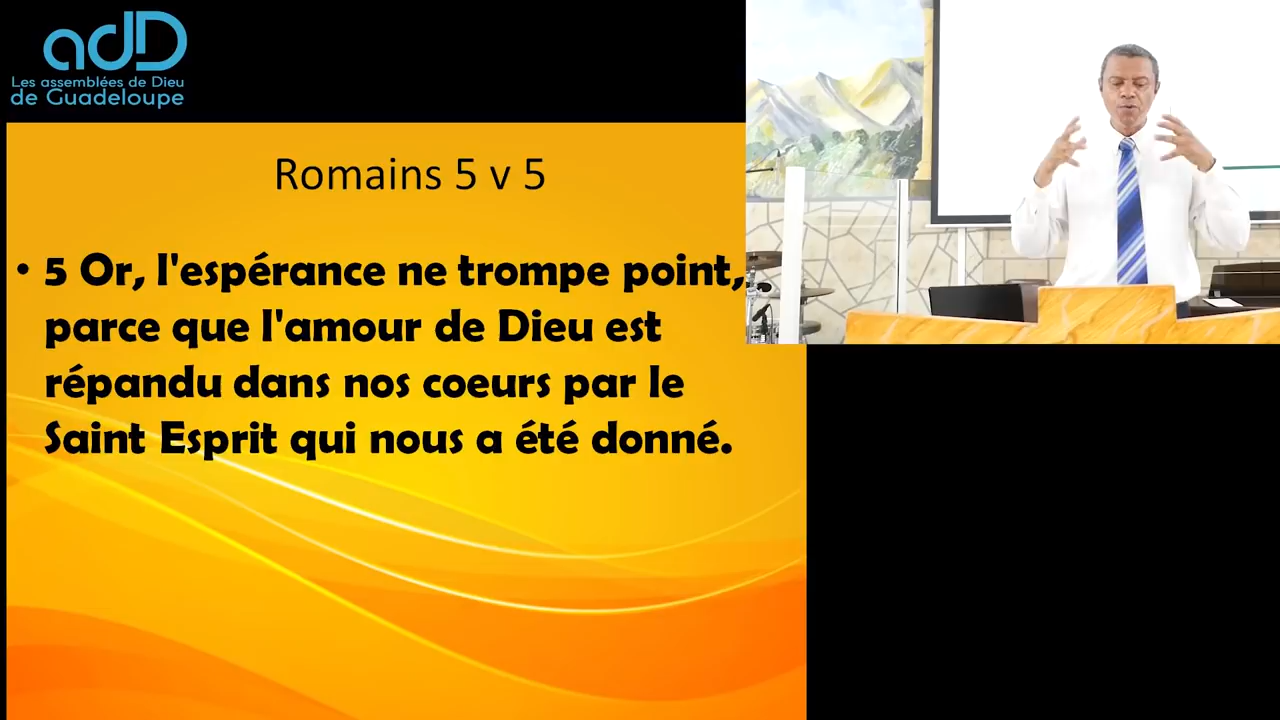 adD
Les assemblées de Dieu
de Guadeloupe
Romains 5 v 5
• 5 Or, l'espérance ne trompe point,
parce que l'amour de Dieu est
répandu dans nos coeurs par le
Saint Esprit qui nous a été donné.